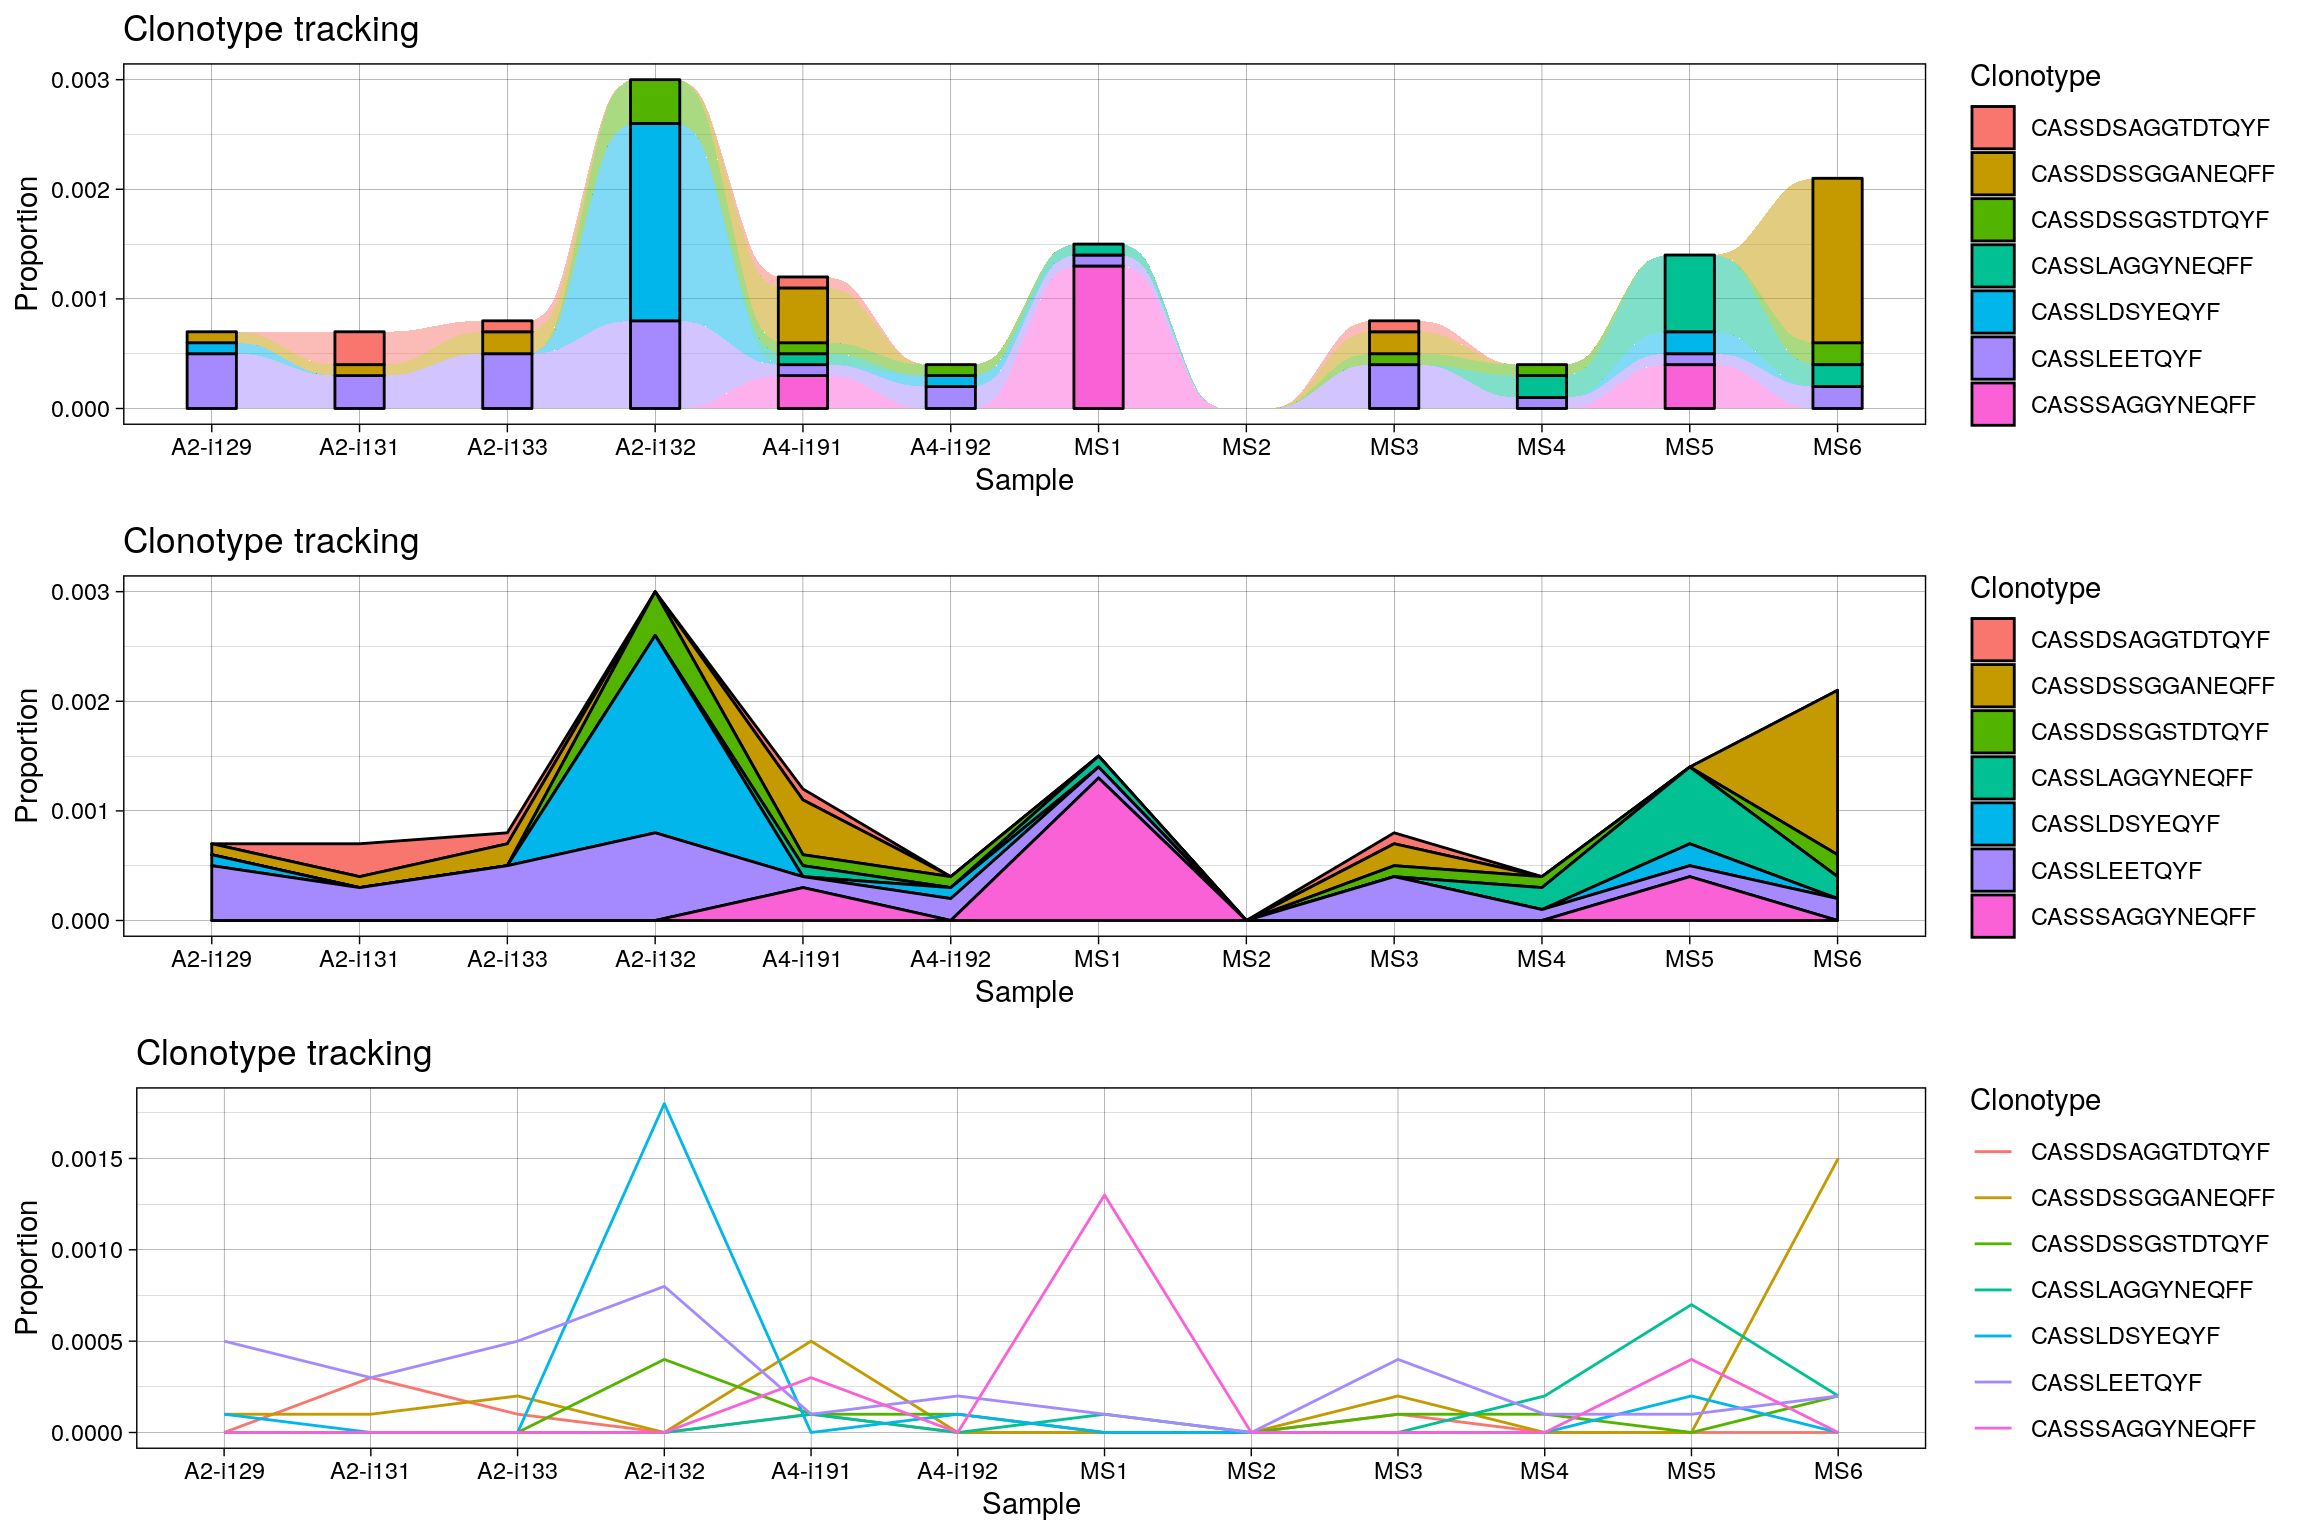 Clonotype tracking
Proportion
0.003
0.002
0.001
0.000
A2-i129 A2-i131 A2-i133 A2-i132 A4-i191 A4-i192 MS1 MS2 MS3 MS4 MS5 MS6
Sample
Clonotype
CASSDSAGGTDTQYF
CASSDSSGGANEQFF
CASSDSSGSTDTQYF
CASSLAGGYNEQFF
CASSLDSYEQYF
CASSLEETQYF
CASSSAGGYNEQFF
Clonotype tracking
Proportion
0.003
0.002
0.001
0.000
A2-i129 A2-i131 A2-i133 A2-i132 A4-i191 A4-i192 MS1 MS2 MS3 MS4 MS5 MS6
Sample
Clonotype
CASSDSAGGTDTQYF
CASSDSSGGANEQFF
CASSDSSGSTDTQYF
CASSLAGGYNEQFF
CASSLDSYEQYF
CASSLEETQYF
CASSSAGGYNEQFF
Clonotype tracking
Proportion
0.0015
0.0010
0.0005
0.0000
A2-i129 A2-i131 A2-i133 A2-i132 A4-i191 A4-i192 MS1 MS2 MS3 MS4 MS5 MS6
Sample
Clonotype
CASSDSAGGTDTQYF
CASSDSSGGANEQFF
CASSDSSGSTDTQYF
CASSLAGGYNEQFF
CASSLDSYEQYF
CASSLEETQYF
CASSSAGGYNEQFF